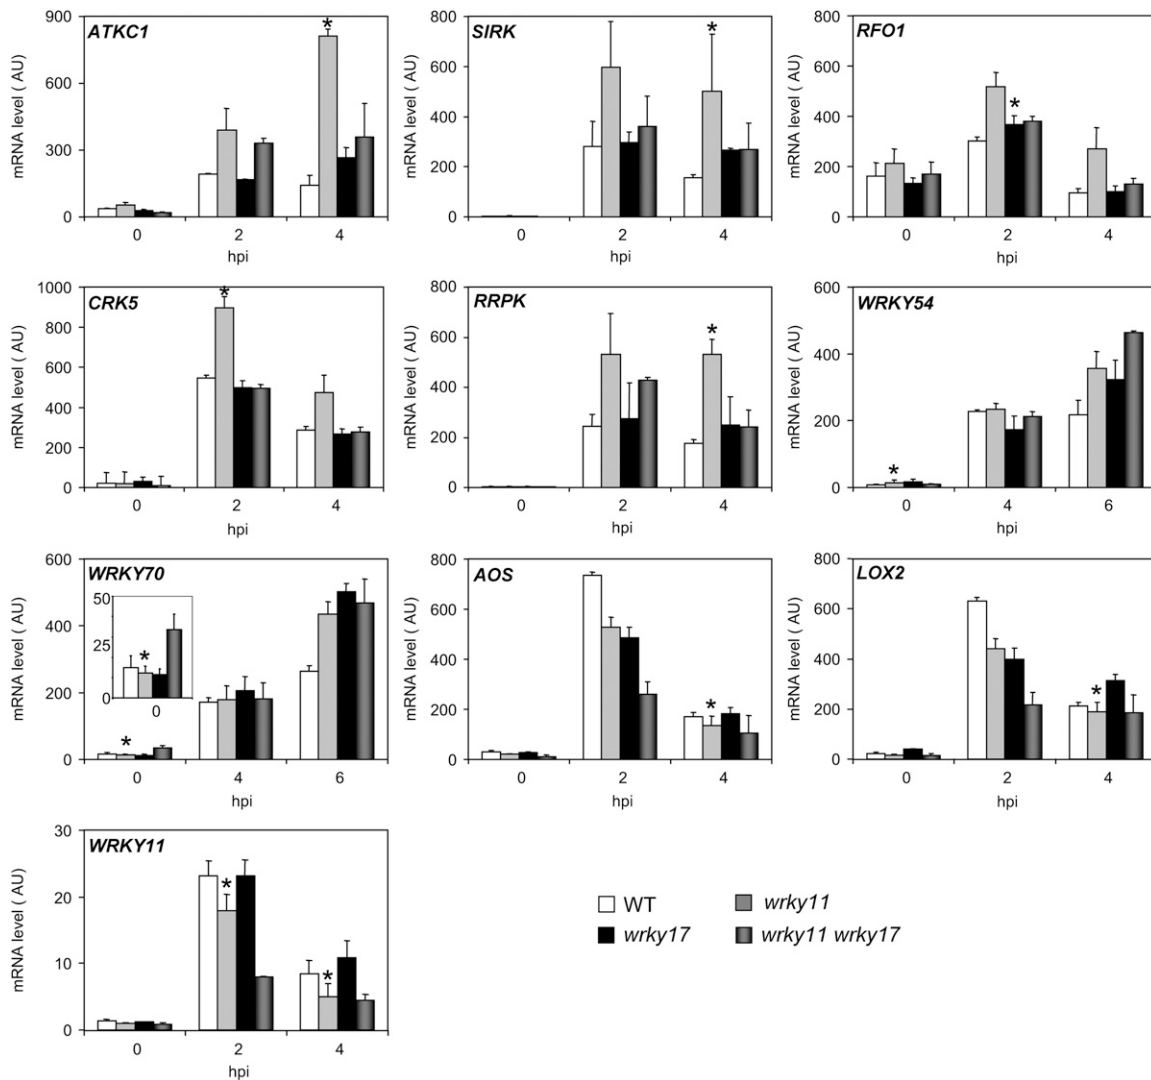 ATKC1
mRNA level ( AU)
900
600
300
0
*
0 2 4
hpi
SIRK
mRNA level ( AU)
800
600
400
200
0
*
0 2 4
hpi
RFO1
mRNA level ( AU)
800
600
400
200
0
*
0 2 4
hpi
CRK5
mRNA level ( AU)
1000
800
600
400
200
0
*
0 2 4
hpi
RRPK
mRNA level ( AU)
800
600
400
200
0
*
0 2 4
hpi
WRKY54
mRNA level ( AU)
600
400
200
0
*
0 4 6
hpi
WRKY70
mRNA level ( AU)
600
400
200
0
50
25
0
*
0
*
0 4 6
hpi
AOS
mRNA level ( AU)
800
600
400
200
0
*
0 2 4
hpi
LOX2
mRNA level ( AU)
800
600
400
200
0
*
0 2 4
hpi
WRKY11
mRNA level ( AU)
30
20
10
0
*
*
0 2 4
hpi
WT wrky11
wrky17 wrky11 wrky17